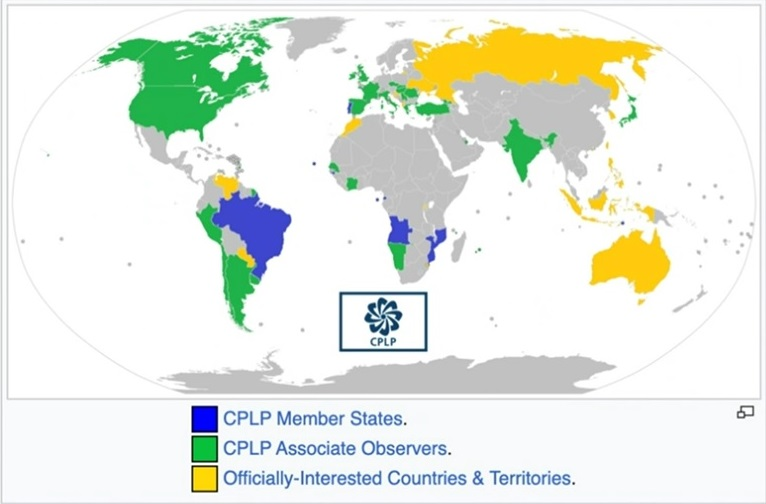 CPLP
CPLP Member States.
CPLP Associate Observers.
Officially-Interested Countries & Territories.